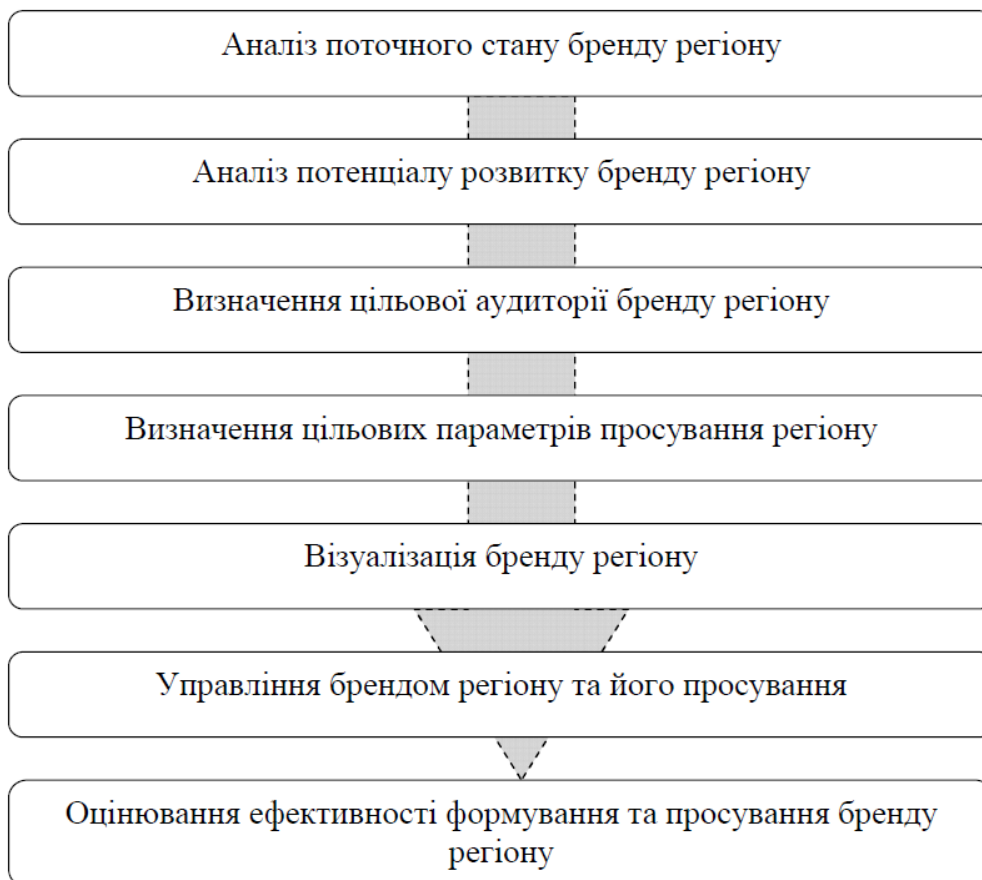 Аналіз поточного стану бренду регіону
Аналіз потенціалу розвитку бренду регіону
Визначення цільової аудиторії бренду регіону
Визначення цільових параметрів просування регіону
Візуалізація бренду регіону
Управління брендом регіону та його просування
Оцінювання ефективності формування та просування бренду
регіону